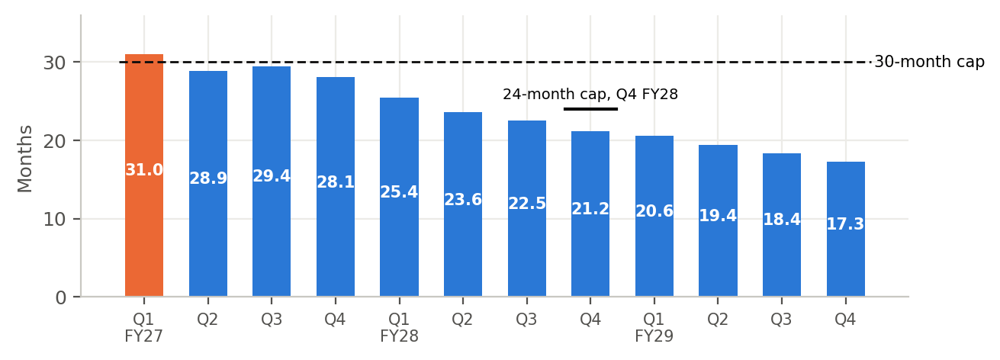 30
20
10
0
Months
30-month cap
24-month cap, Q4 FY28
31.0 28.9 29.4 28.1 25.4 23.6 22.5 21.2 20.6 19.4 18.4 17.3
Q1 Q2 Q3 Q4 Q1 Q2 Q3 Q4 Q1 Q2 Q3 Q4
FY27 FY28 FY29